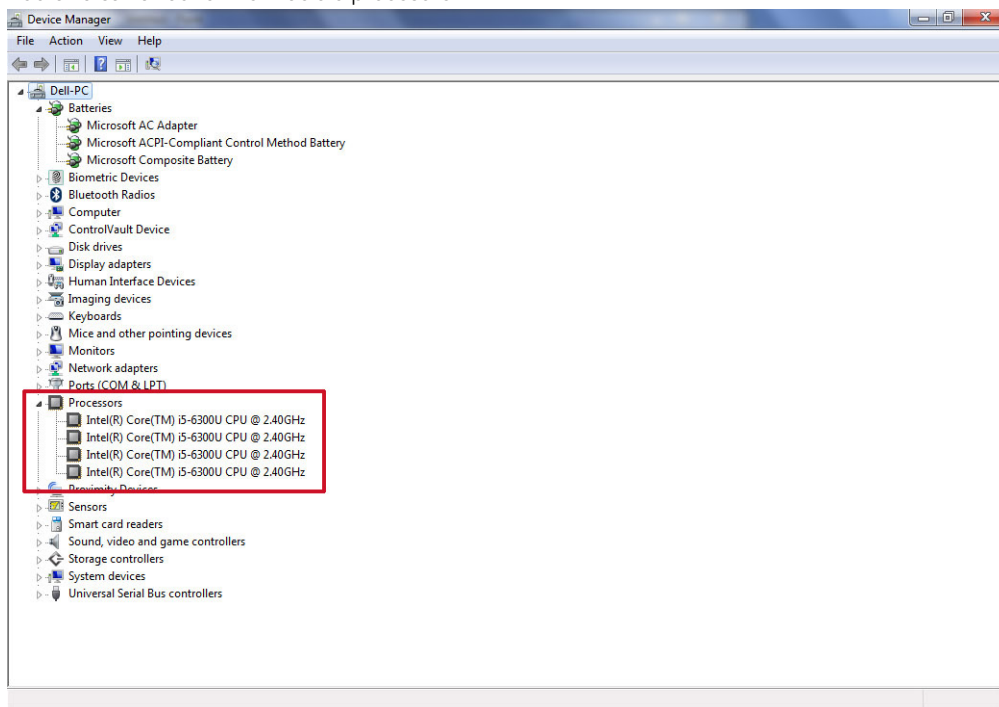 Device Manager
File Action View Help
Dell-PC
Batteries
Microsoft AC Adapter
Microsoft ACPI-Compliant Control Method Battery
Microsoft Composite Battery
Biometric Devices
Bluetooth Radios
Computer
ControlVault Device
Disk drives
Display adapters
Human Interface Devices
Imaging devices
Keyboards
Mice and other pointing devices
Monitors
Network adapters
Ports (COM & LPT)
Processors
Intel(R) Core(TM) i5-6300U CPU @ 2.40GHz
Intel(R) Core(TM) i5-6300U CPU @ 2.40GHz
Intel(R) Core(TM) i5-6300U CPU @ 2.40GHz
Intel(R) Core(TM) i5-6300U CPU @ 2.40GHz
Proximity Devices
Sensors
Smart card readers
Sound, video and game controllers
Storage controllers
System devices
Universal Serial Bus controllers